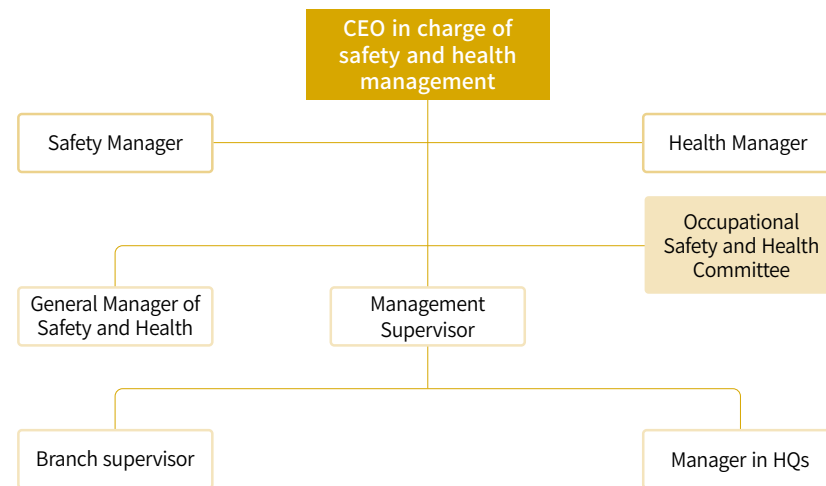 CEO in charge of
safety and health
management
Safety Manager
Health Manager
Occupational
Safety and Health
Committee
General Manager of
Safety and Health
Management
Supervisor
Branch supervisor
Manager in HQs